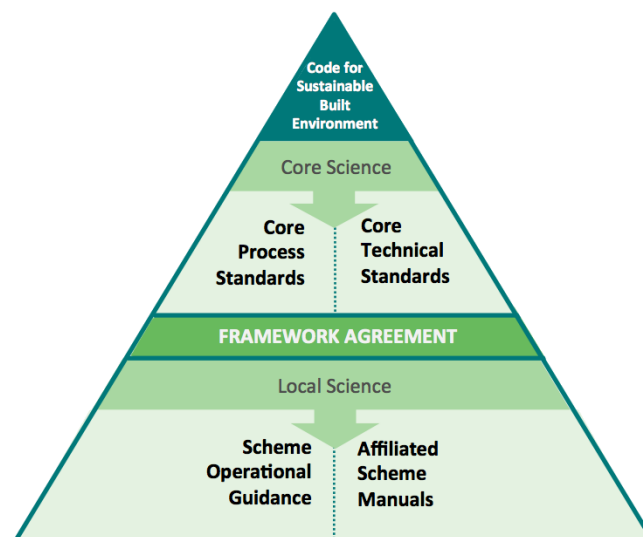 Code for
Sustainable
Built
Environment
Core Science
Core
Process
Standards
Core
Technical
Standards
FRAMEWORK AGREEMENT
Local Science
Scheme
Operational
Guidance
Affiliated
Scheme
Manuals